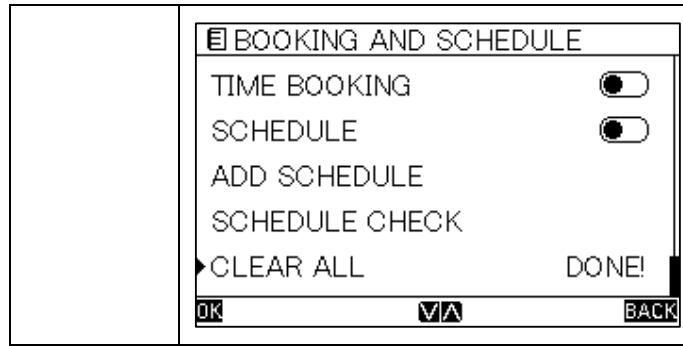 BOOKING AND SCHEDULE
TIME BOOKING
SCHEDULE
ADD SCHEDULE
SCHEDULE CHECK
CLEAR ALL DONE!
OK BACK